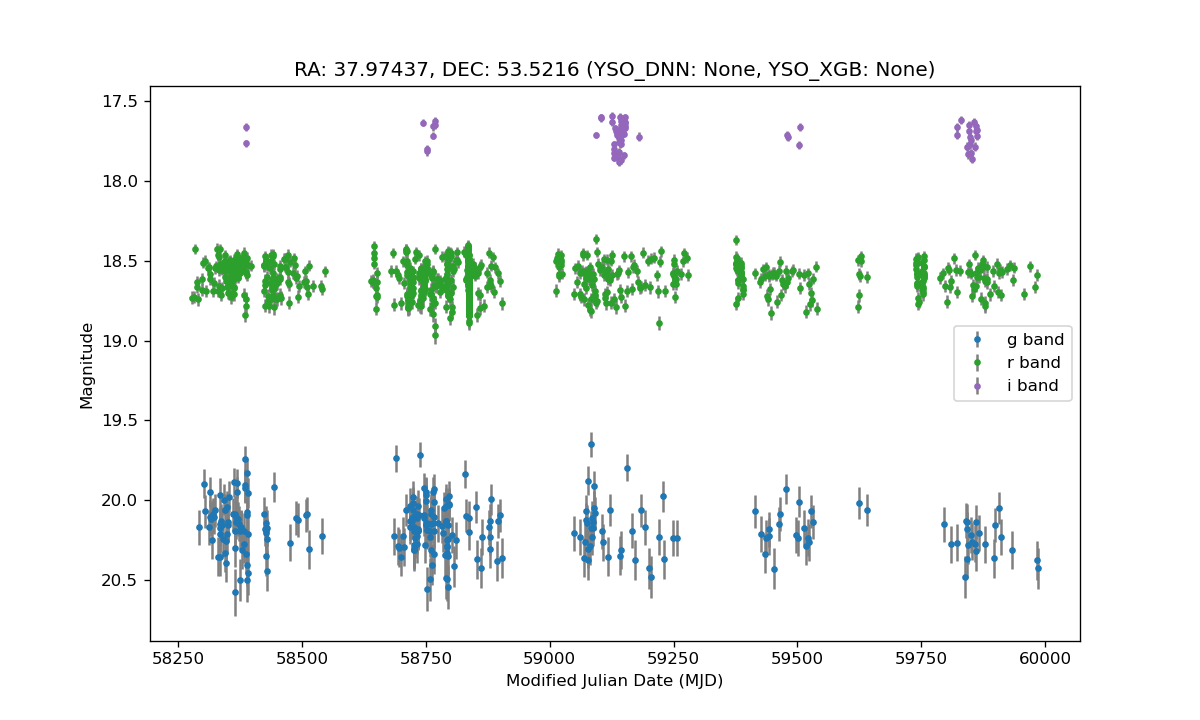 RA: 37.97437, DEC: 53.5216 (YSO_DNN: None, YSO_XGB: None)
17.5
18.0
18.5
19.0
19.5
20.0
20.5
Magnitude
g band
r band
i band
58250 58500 58750 59000 59250 59500 59750 60000
Modified Julian Date (MJD)